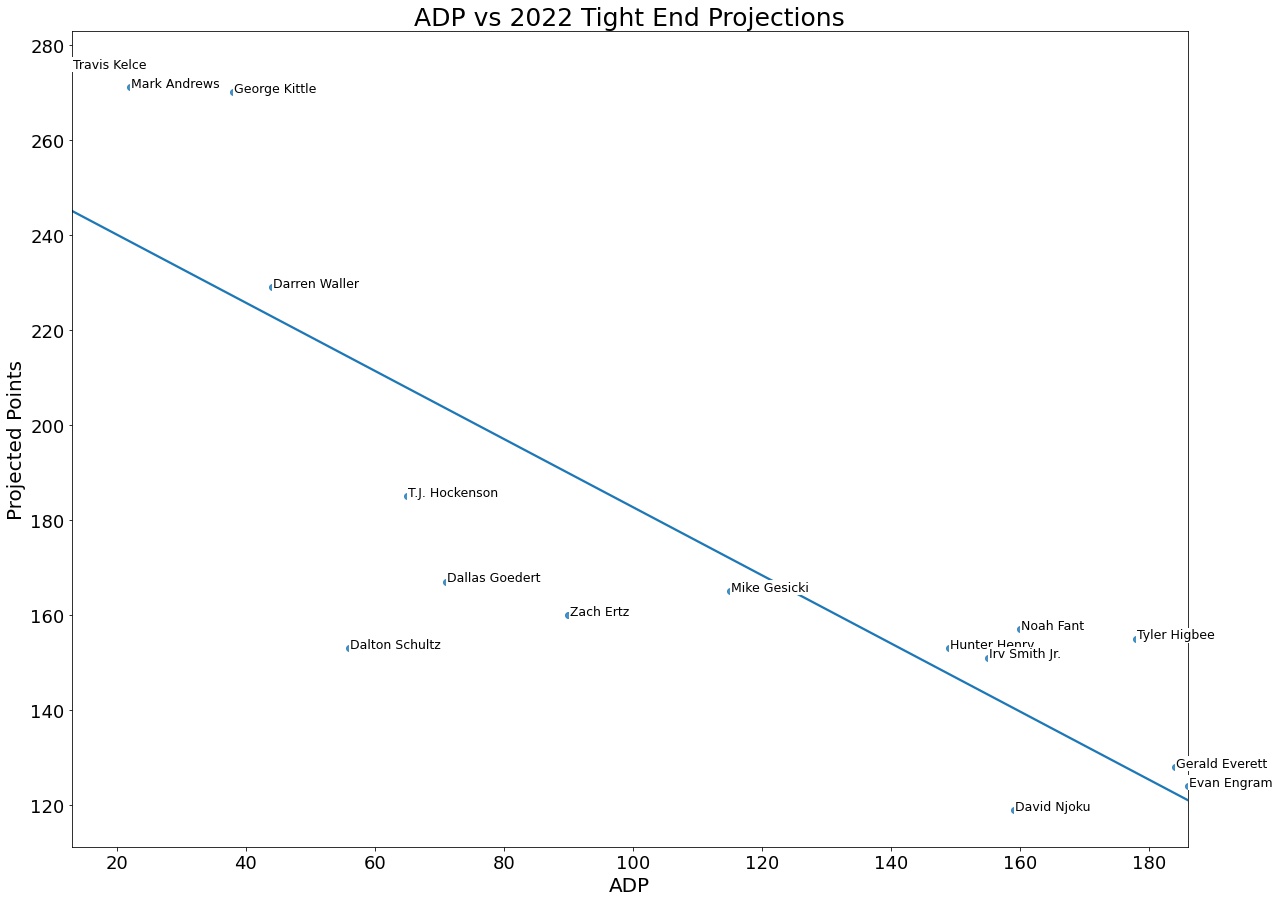 ADP vs 2022 Tight End Projections
280
Travis Kelce
Mark Andrews
George Kittle
260
240
Darren Waller
220
200
Projected Points
T.J. Hockenson
180
Dallas Goedert
Mike Gesicki
160
Zach Ertz
Noah Fant
Tyler Higbee
Dalton Schultz
Hunter Henry
Irv Smith Jr.
140
Gerald Everett
Evan Engram
120
David Njoku
20 40 60 80 100 120 140 160 180
ADP